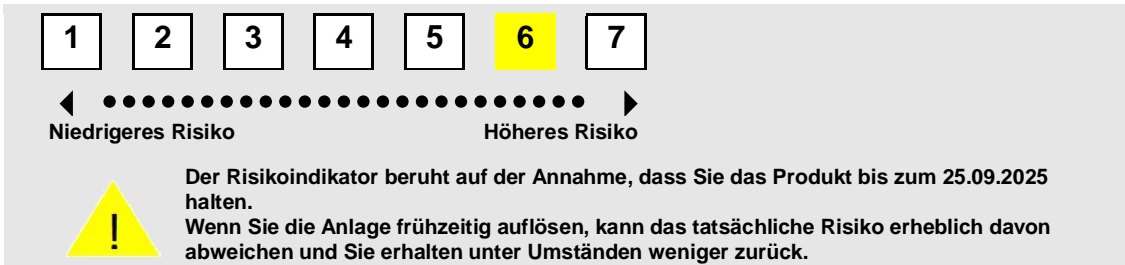 1 2 3 4 5 6 7
Niedrigeres Risiko Höheres Risiko
Der Risikoindikator beruht auf der Annahme, dass Sie das Produkt bis zum 25.09.2025
halten.
Wenn Sie die Anlage frühzeitig auflösen, kann das tatsächliche Risiko erheblich davon
! abweichen und Sie erhalten unter Umständen weniger zurück.